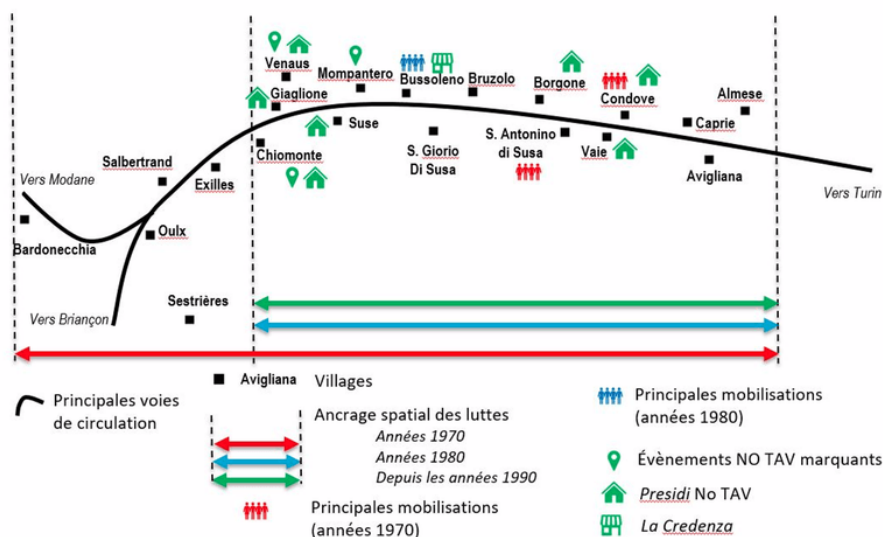 Venaus
Mompantero
Bussoleno
Bruzolo
Borgone
Condove
Almese
Giaglione
Suse
Caprie
Chiomonte
S. Giorio
Di Susa
S. Antonino
di Susa
Vaie
Avigliana
Salbertrand
Exilles
Vers Modane
Vers Turin
Bardonecchia
Oulx
Vers Briançon
Sestrières
Avigliana Villages
Principales voies
de circulation
Ancrage spatial des luttes
Années 1970
Années 1980
Depuis les années 1990
Principales mobilisations
(années 1970)
Principales mobilisations
(années 1980)
Évènements NO TAV marquants
Presidi No TAV
La Credenza